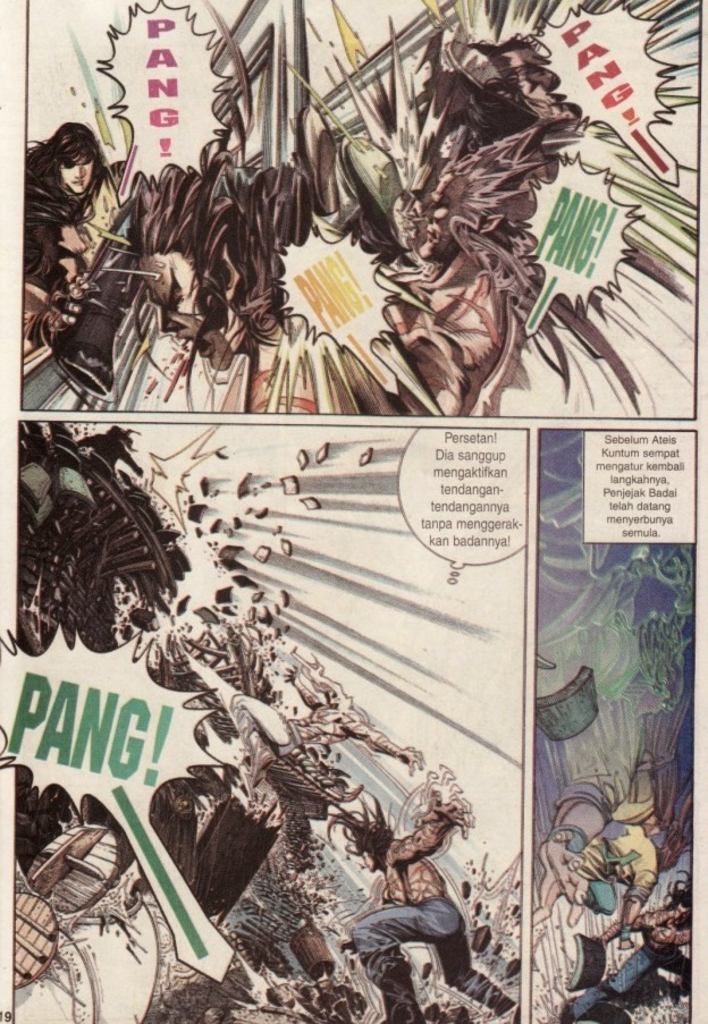 PANG!
PANG!
PANG!
PANG!
Persetan!
Dia sanggup
mengaktifkan
tendangan-
tendangannya
tanpa menggerak-
kan badannya!
Sebelum Ateis
Kuntum sempat
mengatur kembali
langkahnya,
Penjejak Badai
telah datang
menyerbunya
semula.
PANG!
19